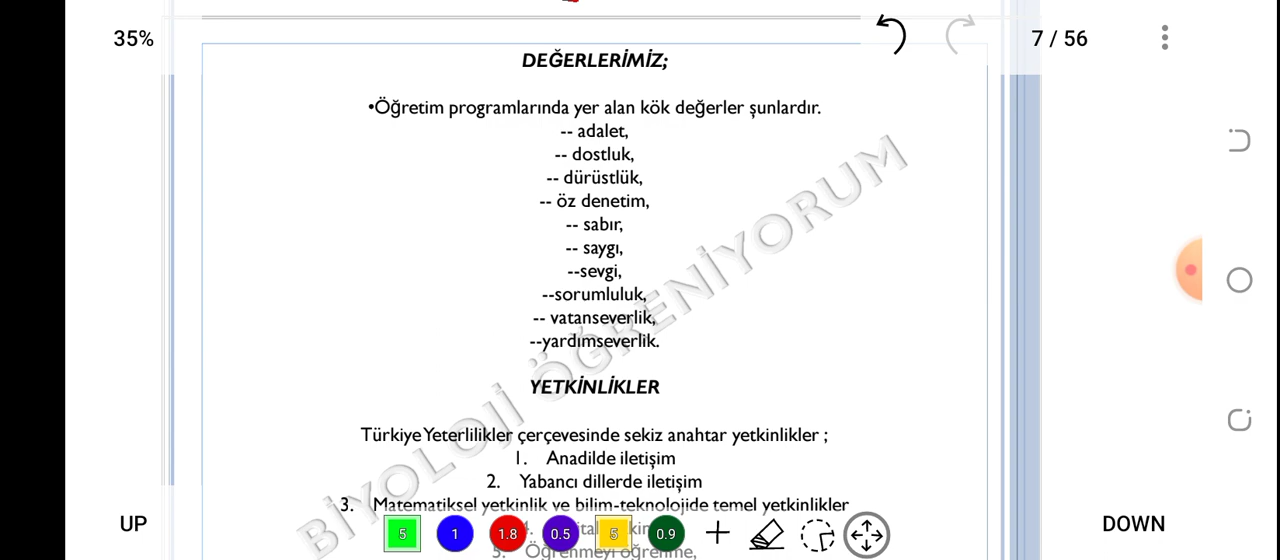 35%
7 / 56
DEĞERLERİMİZ;
•Öğretim programlarında yer alan kök değerler şunlardır.
-- adalet,
-- dostluk,
-- dürüstlük,
-- öz denetim,
-- sabır,
-- saygı,
--sevgi,
--sorumluluk,
-- vatanseverlik,
--yardımseverlik.
BİYOLOJİ ÖĞRENİYORUM
YETKİNLİKLER
Türkiye Yeterlilikler çerçevesinde sekiz anahtar yetkinlikler ;
1. Anadilde iletişim
2. Yabancı dillerde iletişim
3. Matematiksel yetkinlik ve bilim-teknolojide temel yetkinlikler
5. Öğrenmeyi öğrenme,
UP
5
1
1.8
0.5
5
0.9
DOWN